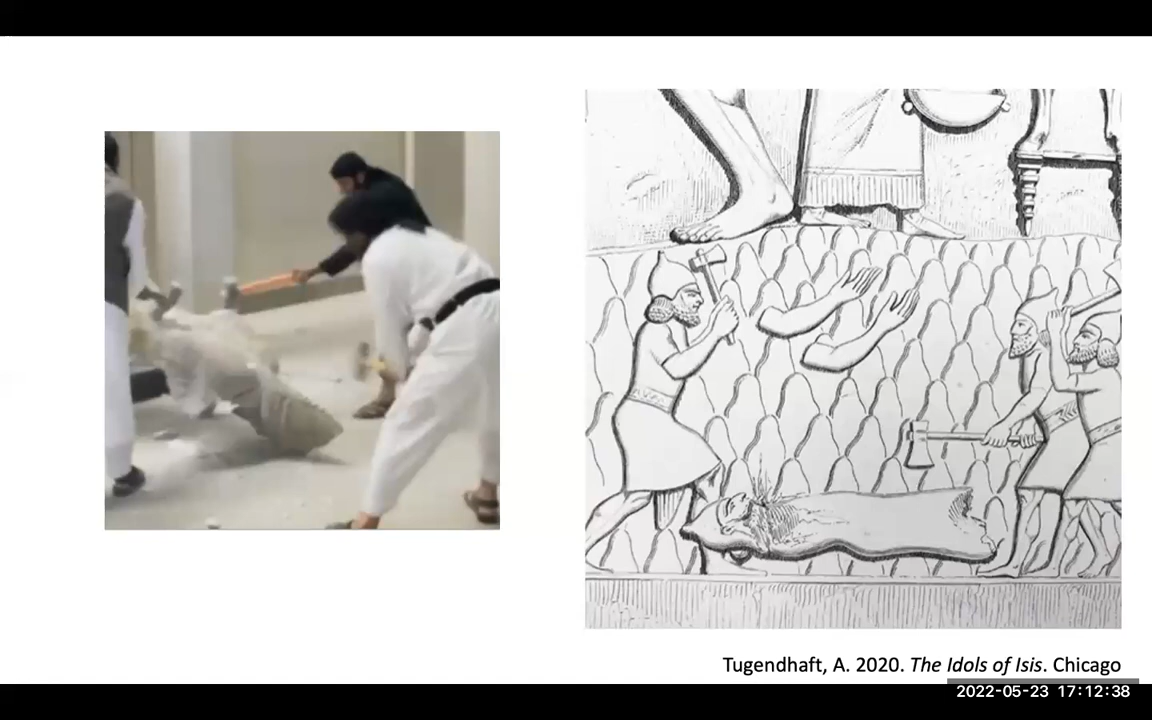 Tugendhaft, A. 2020. The Idols of Isis. Chicago
2022-05-23 17:12:38